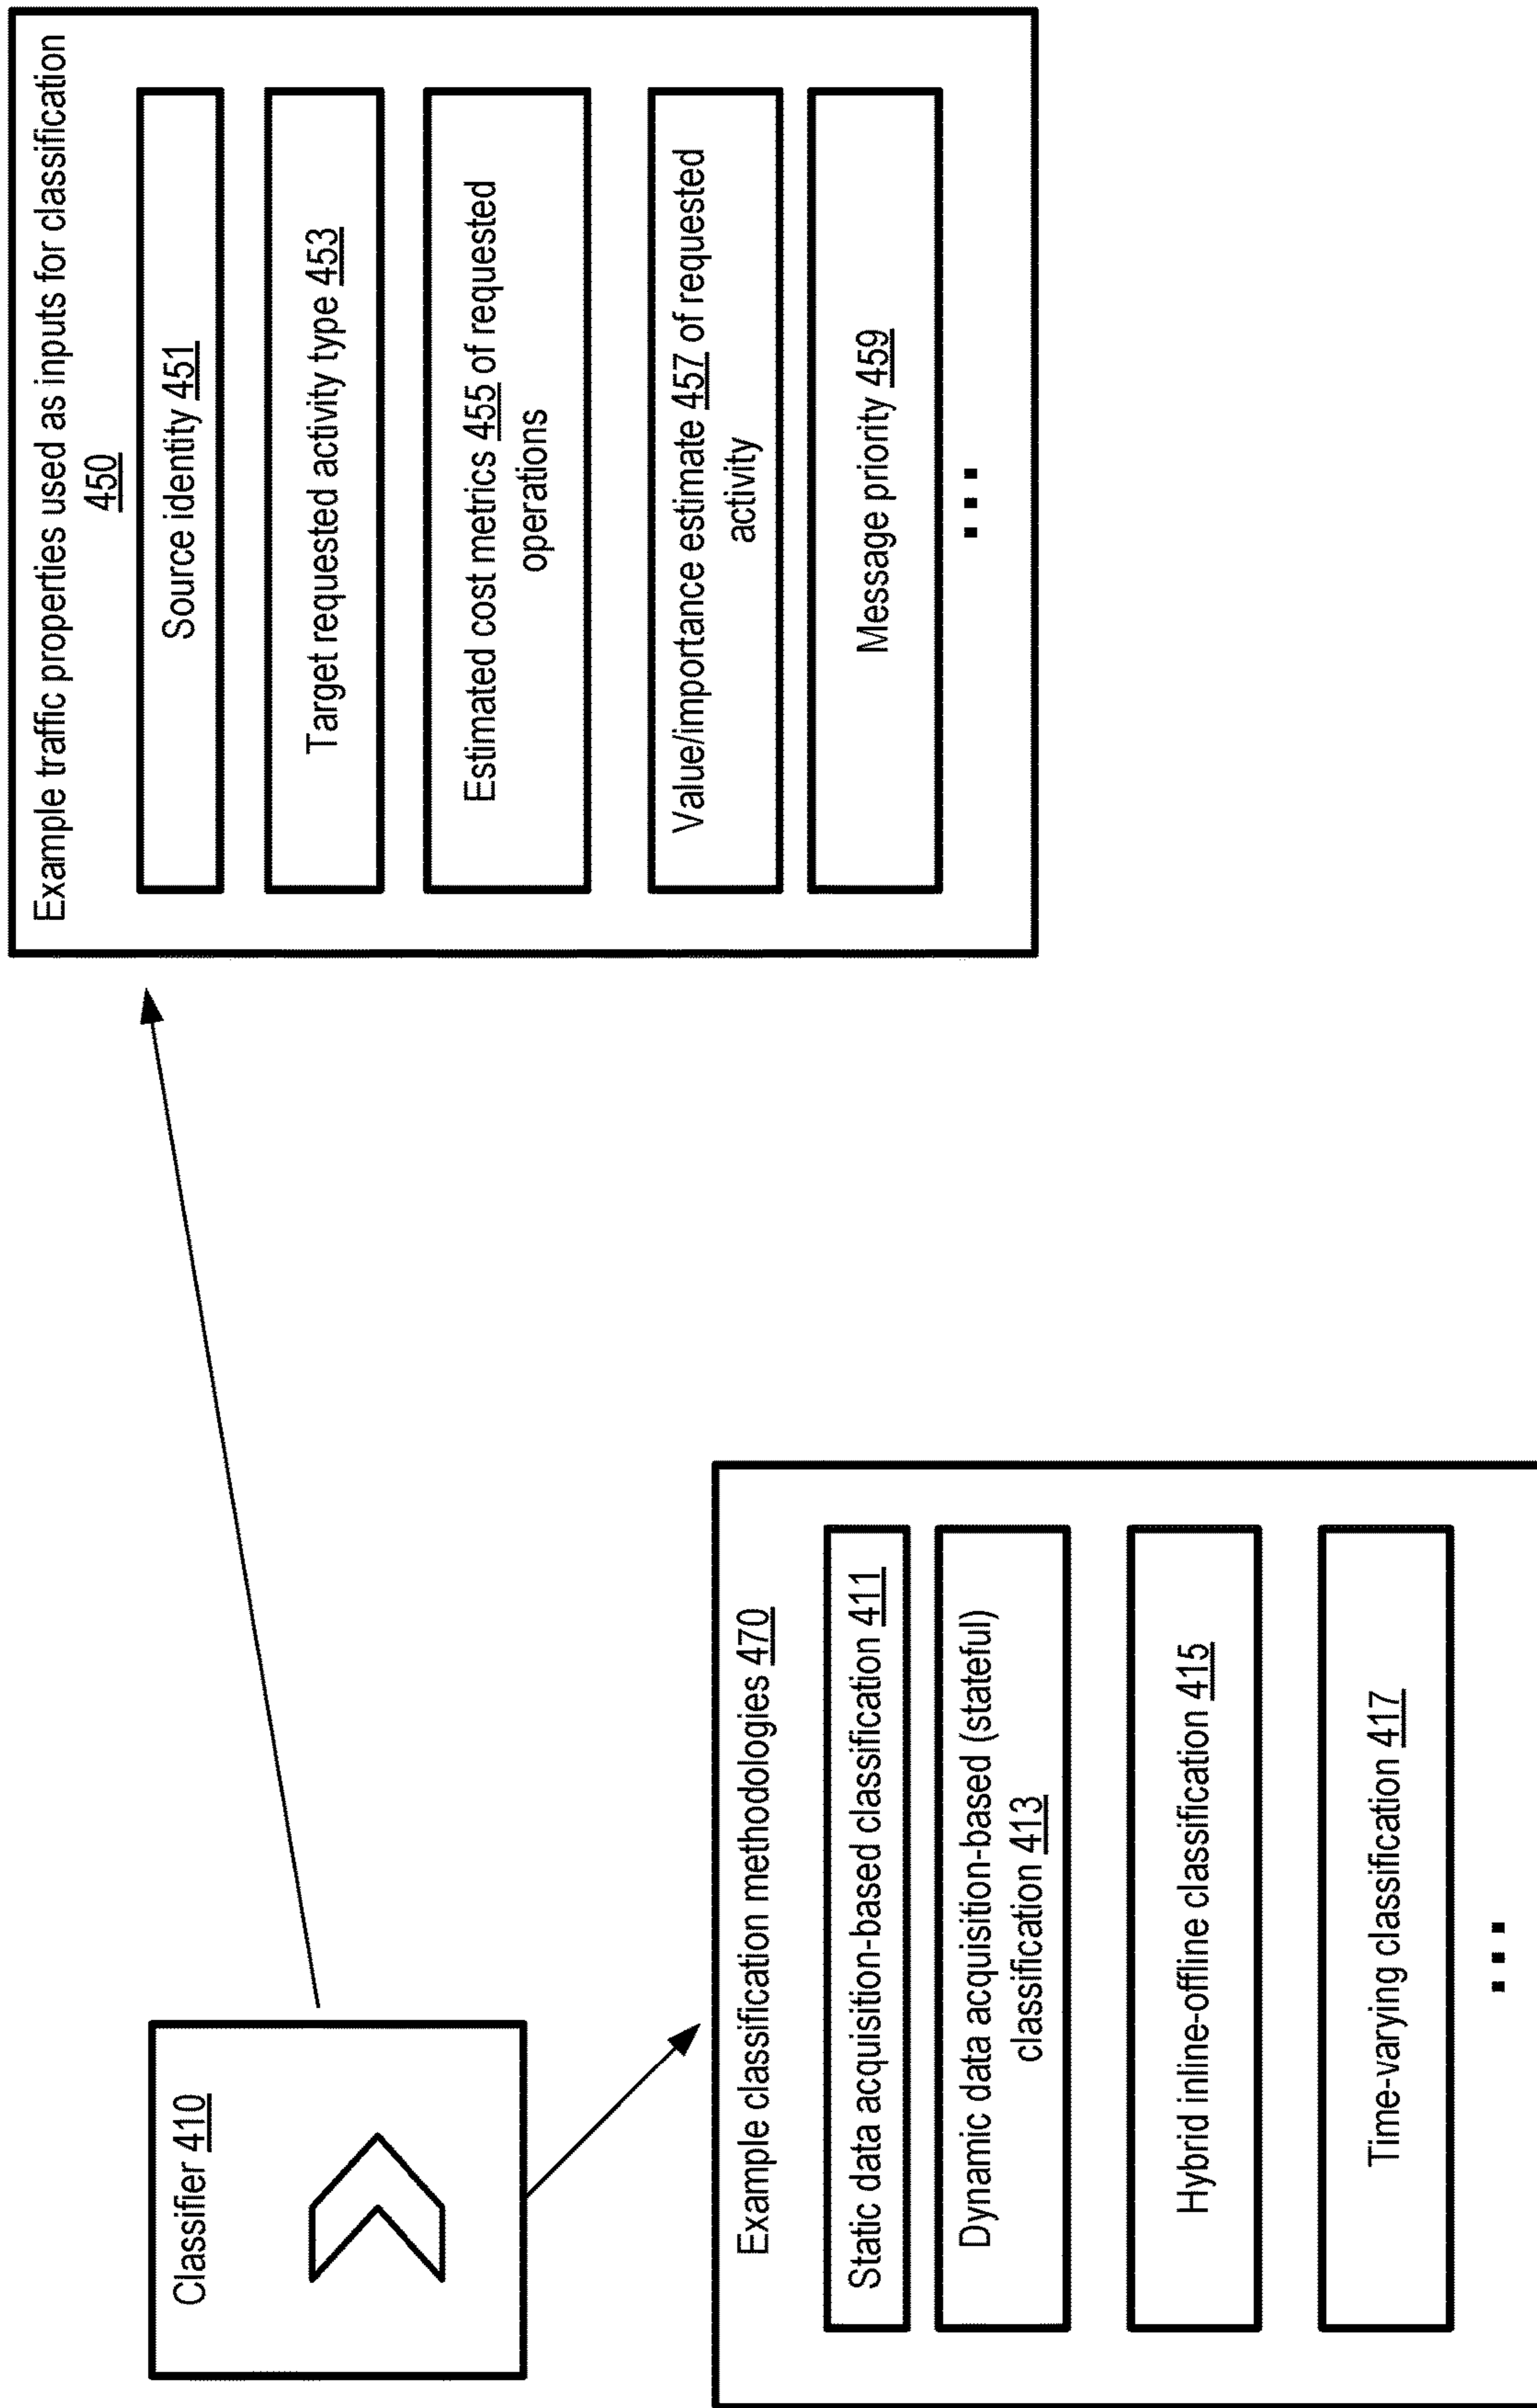 Classifier 410
Example traffic properties used as inputs for classification
450
Source identity 451
Target requested activity type 453
Estimated cost metrics 455 of requested
operations
Value/importance estimate 457 of requested
activity
Message priority 459
...
Example classification methodologies 470
Static data acquisition-based classification 411
Dynamic data acquisition-based (stateful)
classification 413
Hybrid inline-offline classification 415
Time-varying classification 417
...